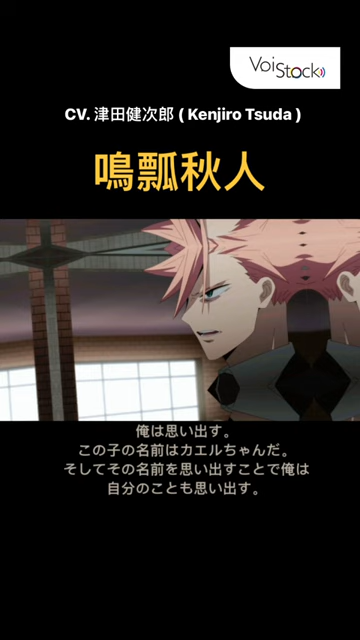 VoiStock
CV. 津田健次郎 ( Kenjiro Tsuda )
鳴瓢秋人
俺は思い出す。
この子の名前はカエルちゃんだ。
そしてその名前を思い出すことで俺は
自分のことも思い出す。